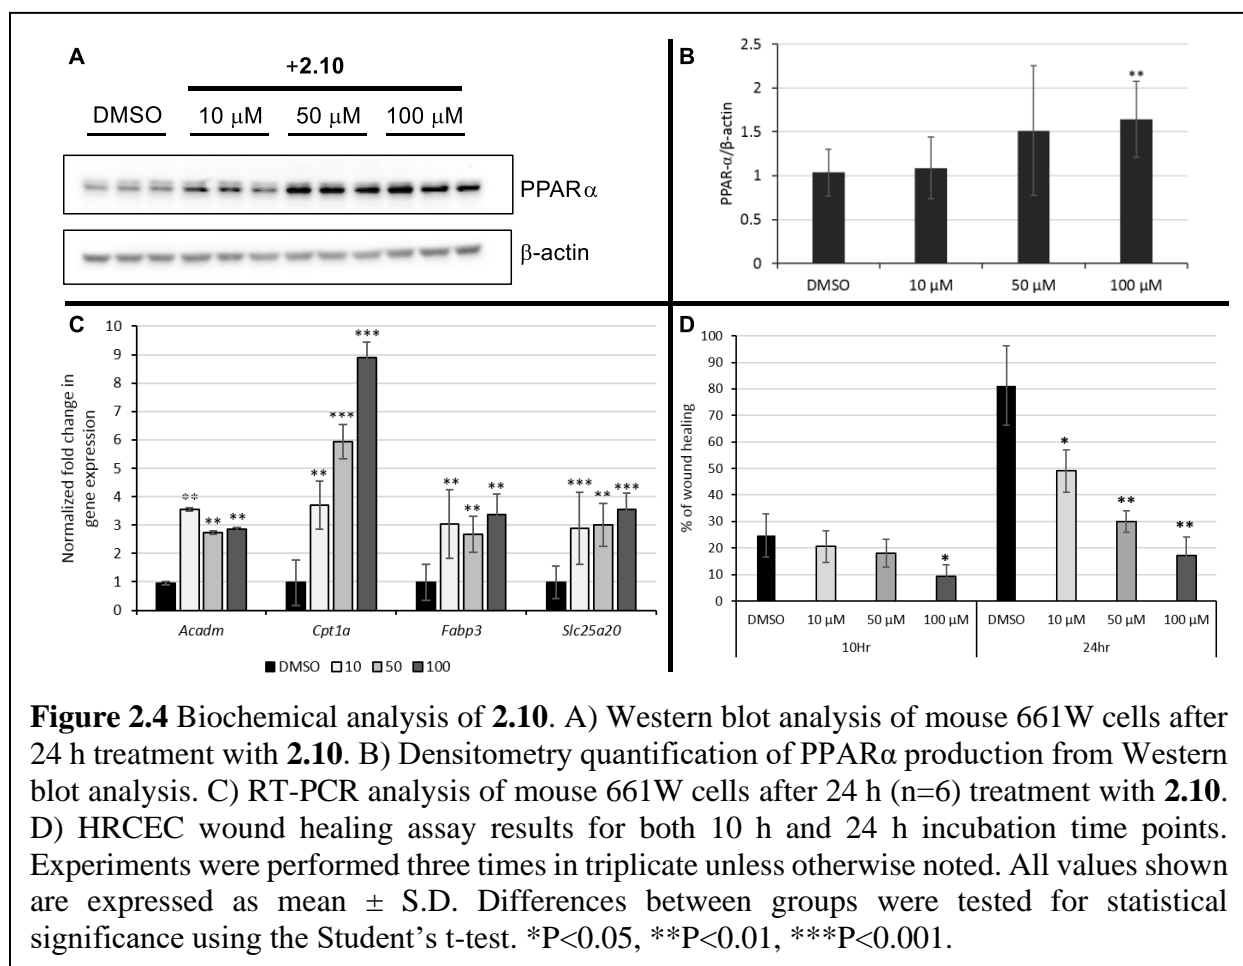 A
+2.10
DMSO 10 μM 50 μM 100 μM
PPARα
β-actin
B
PPAR-α/β-actin
2.5
2
1.5
1
0.5
0
DMSO 10 μM 50 μM 100 μM
**
C
Normalized fold change in
gene expression
10
9
8
7
6
5
4
3
2
1
0
** ** **
** *** ***
** ** **
*** ** ***
Acadm Cpt1a Fabp3 Slc25a20
DMSO 10 50 100
D
% of wound healing
100
90
80
70
60
50
40
30
20
10
0
*
* ** **
DMSO 10 μM 50 μM 100 μM DMSO 10 μM 50 μM 100 μM
10Hr 24hr
Figure 2.4 Biochemical analysis of 2.10. A) Western blot analysis of mouse 661W cells after
24 h treatment with 2.10. B) Densitometry quantification of PPARα production from Western
blot analysis. C) RT-PCR analysis of mouse 661W cells after 24 h (n=6) treatment with 2.10.
D) HRCEC wound healing assay results for both 10 h and 24 h incubation time points.
Experiments were performed three times in triplicate unless otherwise noted. All values shown
are expressed as mean ± S.D. Differences between groups were tested for statistical
significance using the Student’s t-test. *P<0.05, **P<0.01, ***P<0.001.